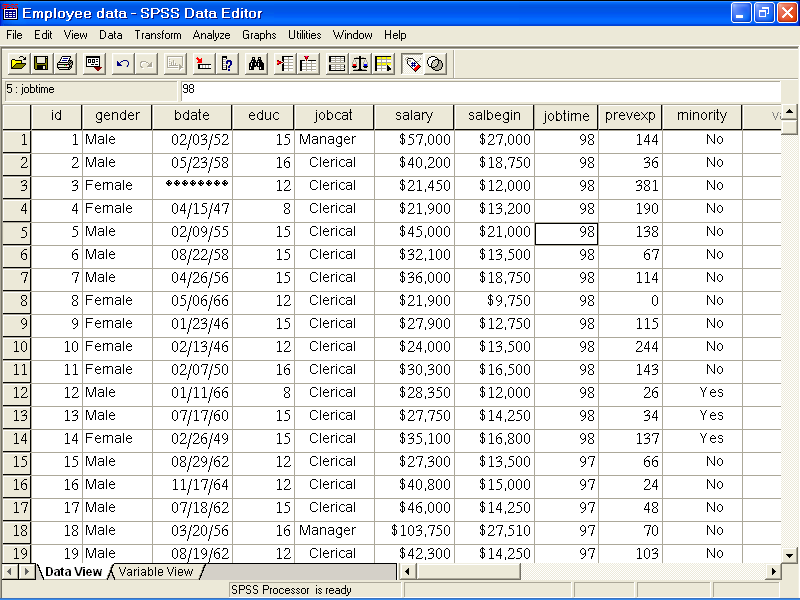 Employee data - SPSS Data Editor
File Edit View Data Transform Analyze Graphs Utilities Window Help
5 : jobtime 98
id gender bdate educ jobcat salary salbegin jobtime prevexp minority va
1 1 Male 02/03/52 15 Manager $57,000 $27,000 98 144 No
2 2 Male 05/23/58 16 Clerical $40,200 $18,750 98 36 No
3 3 Female ******** 12 Clerical $21,450 $12,000 98 381 No
4 4 Female 04/15/47 8 Clerical $21,900 $13,200 98 190 No
5 5 Male 02/09/55 15 Clerical $45,000 $21,000 98 138 No
6 6 Male 08/22/58 15 Clerical $32,100 $13,500 98 67 No
7 7 Male 04/26/56 15 Clerical $36,000 $18,750 98 114 No
8 8 Female 05/06/66 12 Clerical $21,900 $9,750 98 0 No
9 9 Female 01/23/46 15 Clerical $27,900 $12,750 98 115 No
10 10 Female 02/13/46 12 Clerical $24,000 $13,500 98 244 No
11 11 Female 02/07/50 16 Clerical $30,300 $16,500 98 143 No
12 12 Male 01/11/66 8 Clerical $28,350 $12,000 98 26 Yes
13 13 Male 07/17/60 15 Clerical $27,750 $14,250 98 34 Yes
14 14 Female 02/26/49 15 Clerical $35,100 $16,800 98 137 Yes
15 15 Male 08/29/62 12 Clerical $27,300 $13,500 97 66 No
16 16 Male 11/17/64 12 Clerical $40,800 $15,000 97 24 No
17 17 Male 07/18/62 15 Clerical $46,000 $14,250 97 48 No
18 18 Male 03/20/56 16 Manager $103,750 $27,510 97 70 No
19 19 Male 08/19/62 12 Clerical $42,300 $14,250 97 103 No
Data View Variable View
SPSS Processor is ready